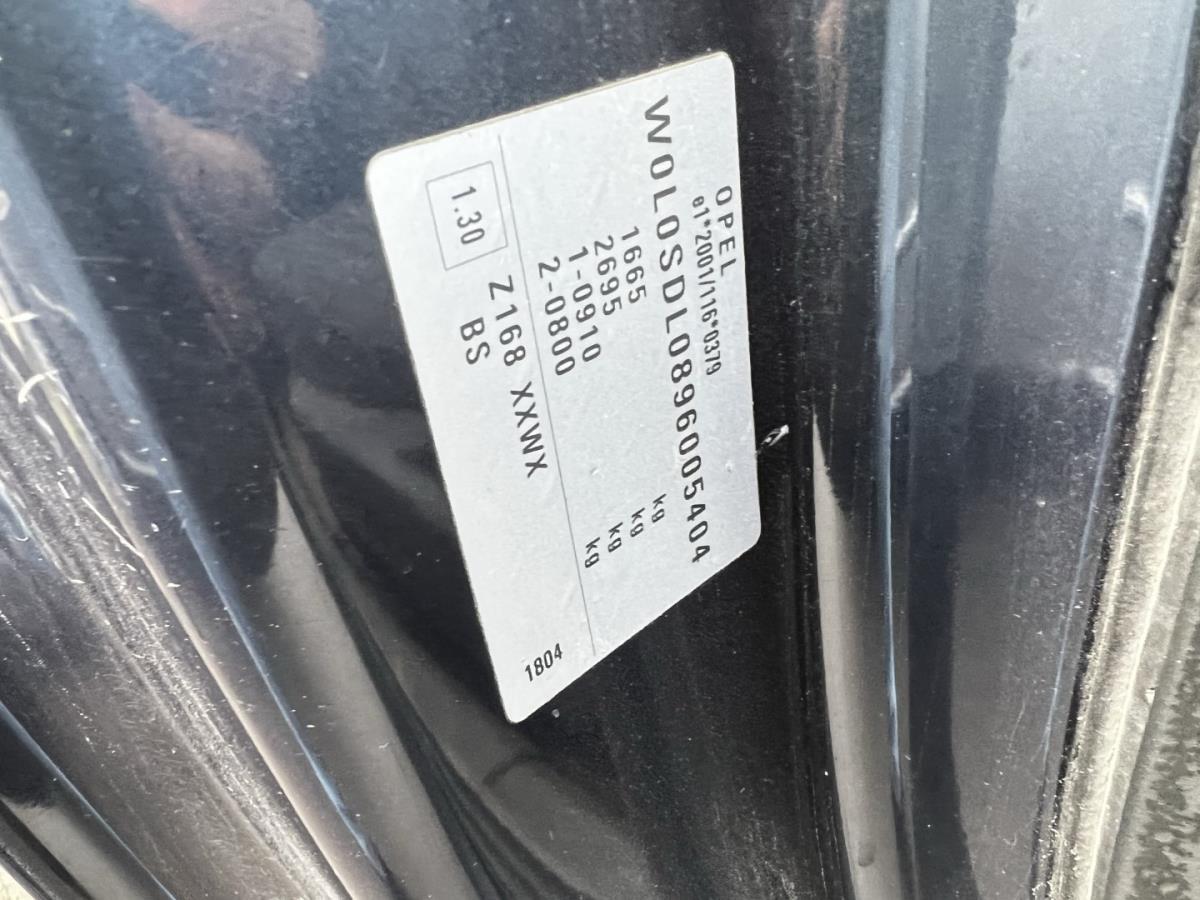 OPEL
e1*2001/116*0379
W0L0SDL0896005404
1665 kg
2695 kg
1-0910 kg
2-0800 kg
1.30 Z168 XXWX
BS
1804